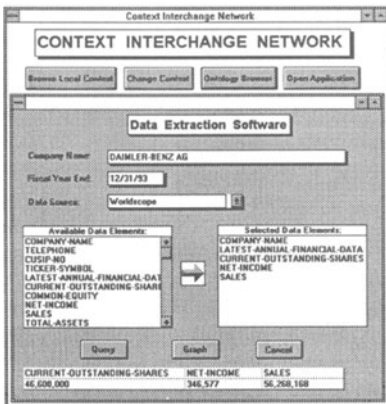 Context Interchange Network
CONTEXT INTERCHANGE NETWORK
Browse Local Context Change Context Ontology Browser Open Application
Data Extraction Software
Company Name: DAIMLER-BENZ AG
Fiscal Year End: 12/31/93
Data Source: Worldscope
Available Data Elements: Selected Data Elements:
COMPANY-NAME COMPANY-NAME
TELEPHONE LATEST-ANNUAL-FINANCIAL-DATA
CUSIP-NO CURRENT-OUTSTANDING-SHARES
TICKER-SYMBOL NET-INCOME
LATEST-ANNUAL-FINANCIAL-DAT SALES
CURRENT-OUTSTANDING-SHARE
COMMON-EQUITY
NET-INCOME
SALES
TOTAL-ASSETS
Query Graph Cancel
CURRENT-OUTSTANDING-SHARES NET-INCOME SALES
46,600,000 346,577 56,268,168